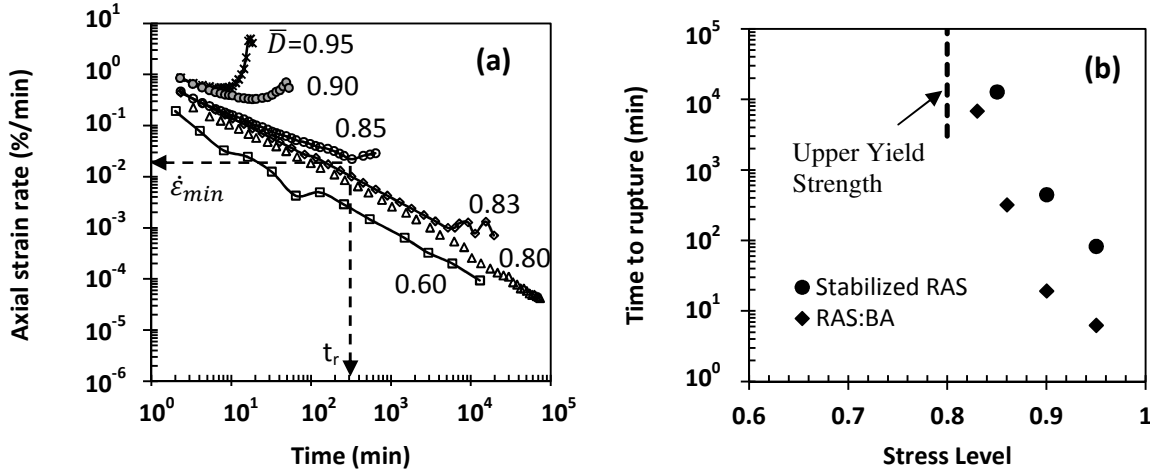 (a)
Axial strain rate (%/min)
10^1
10^0
10^-1
10^-2
10^-3
10^-4
10^-5
10^-6
D̅=0.95
0.90
0.85
0.83
0.80
0.60
ε̇min
tr
10^0 10^1 10^2 10^3 10^4 10^5
Time (min)
(b)
Time to rupture (min)
10^5
10^4
10^3
10^2
10^1
10^0
Upper Yield
Strength
Stabilized RAS
RAS:BA
0.6 0.7 0.8 0.9 1
Stress Level